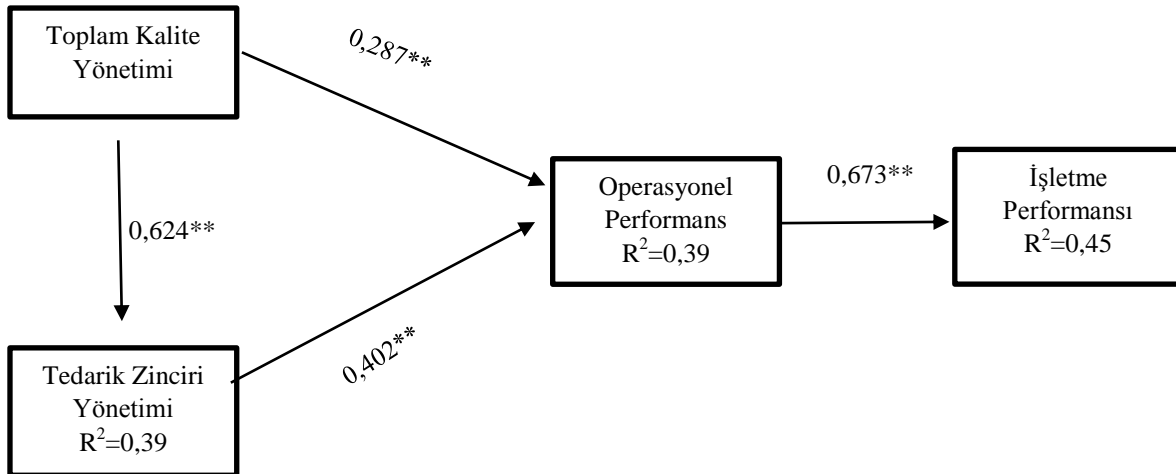 Toplam Kalite
Yönetimi
0,287**
0,624**
Operasyonel
Performans
R²=0,39
0,673**
İşletme
Performansı
R²=0,45
0,402**
Tedarik Zinciri
Yönetimi
R²=0,39